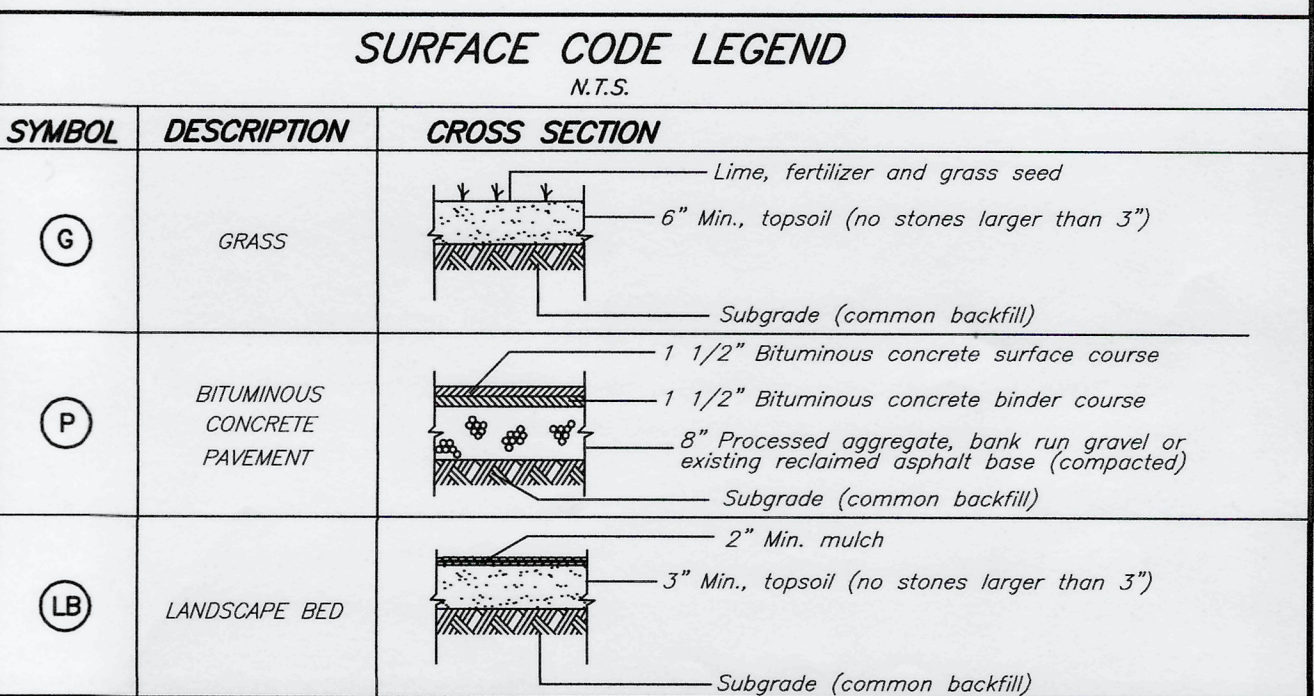 SURFACE CODE LEGEND
N.T.S.
SYMBOL DESCRIPTION CROSS SECTION
G
GRASS
Lime, fertilizer and grass seed
6" Min., topsoil (no stones larger than 3")
Subgrade (common backfill)
P
BITUMINOUS
CONCRETE
PAVEMENT
1 1/2" Bituminous concrete surface course
1 1/2" Bituminous concrete binder course
8" Processed aggregate, bank run gravel or
existing reclaimed asphalt base (compacted)
Subgrade (common backfill)
LB
LANDSCAPE BED
2" Min. mulch
3" Min., topsoil (no stones larger than 3")
Subgrade (common backfill)